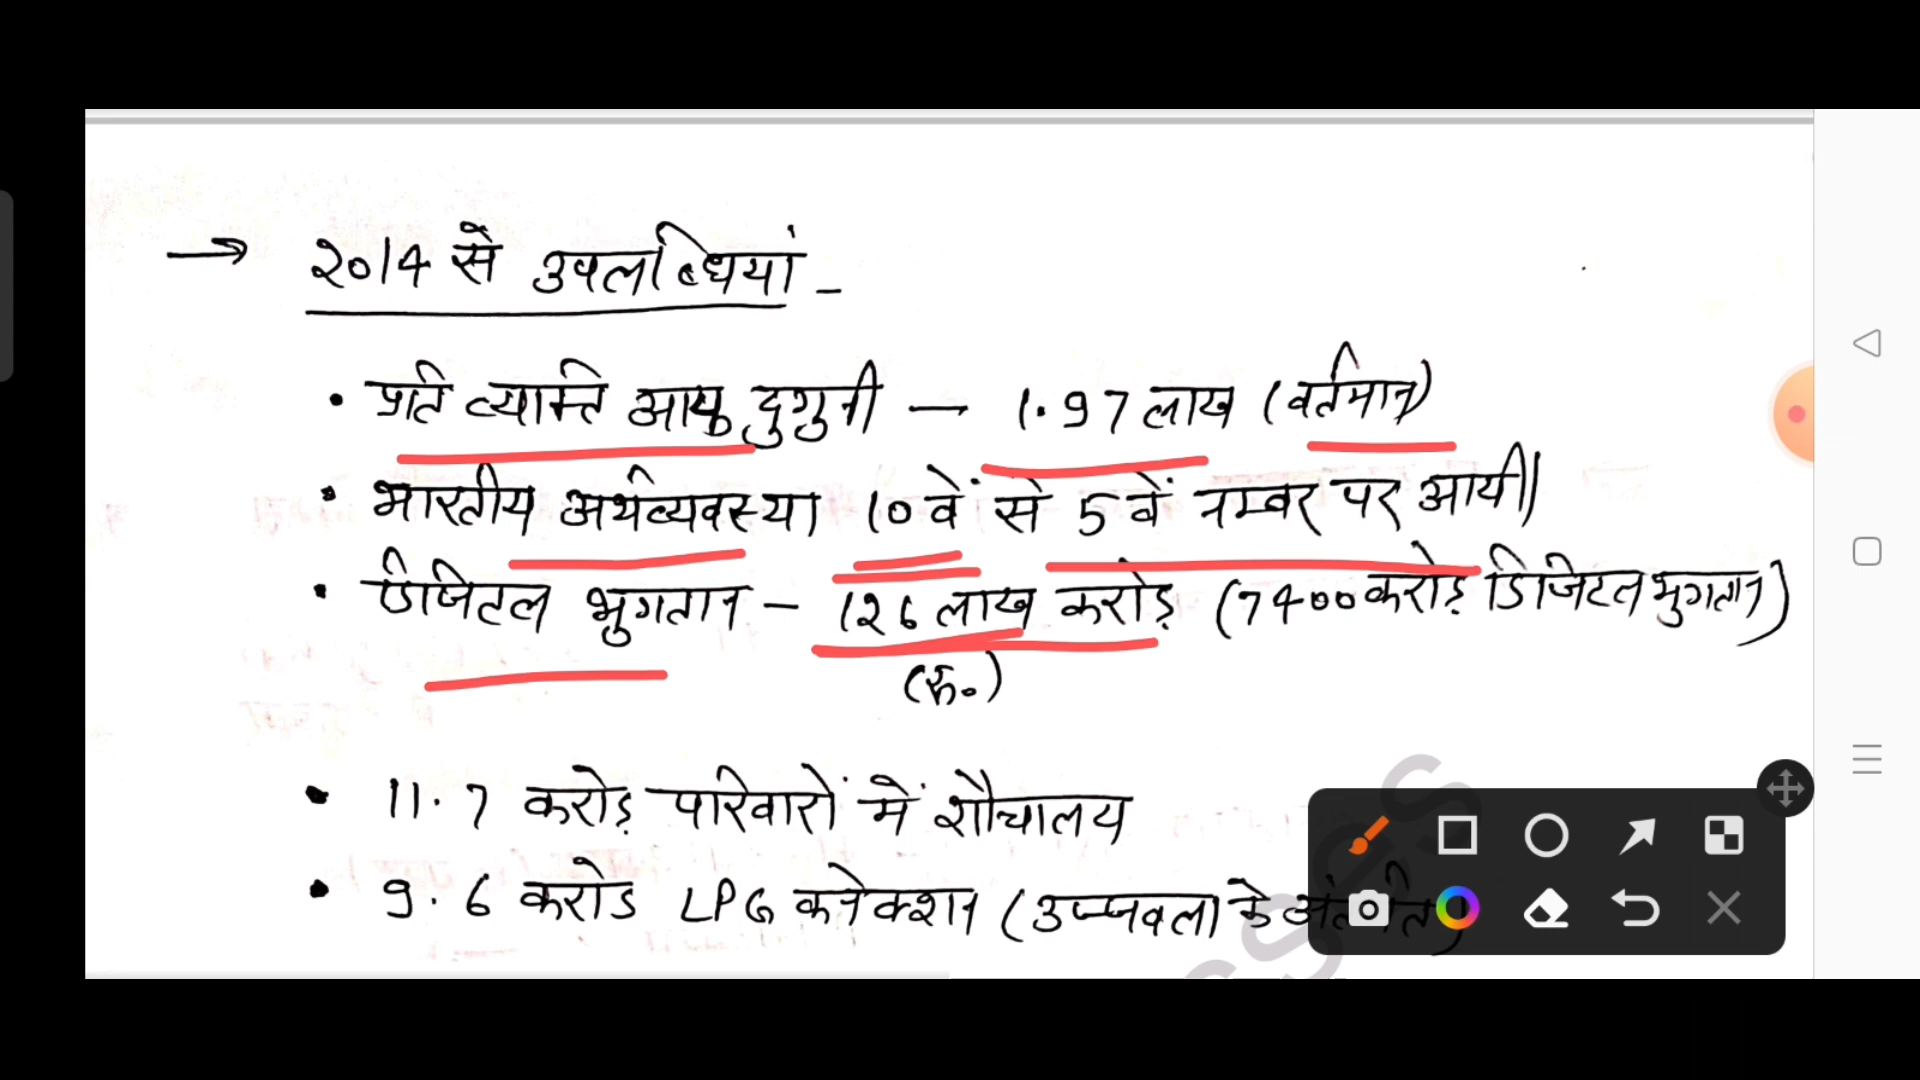 → 2014 से उपलब्धियां -
• प्रति व्यक्ति आय दुगुनी — 1.97 लाख (वर्तमान)
• भारतीय अर्थव्यवस्था 10वें से 5वें नम्बर पर आयी।
• डिजिटल भुगतान — 126 लाख करोड़ (7400 करोड़ डिजिटल भुगतान)
(रु.)
• 11.7 करोड़ परिवारों में शौचालय
• 9.6 करोड LPG कनेक्शन (उज्जवला के